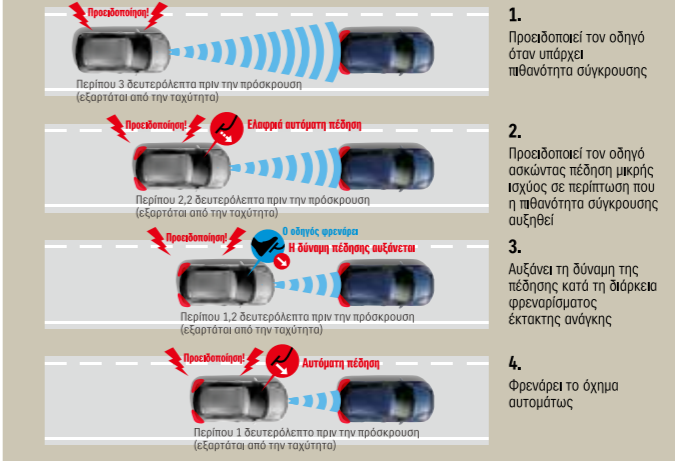 Προειδοποίηση!
Περίπου 3 δευτερόλεπτα πριν την πρόσκρουση
(εξαρτάται από την ταχύτητα)
1.
Προειδοποιεί τον οδηγό
όταν υπάρχει
πιθανότητα σύγκρουσης
Προειδοποίηση!
Ελαφριά αυτόματη πέδηση
Περίπου 2,2 δευτερόλεπτα πριν την πρόσκρουση
(εξαρτάται από την ταχύτητα)
2.
Προειδοποιεί τον οδηγό
ασκώντας πέδηση μικρής
ισχύος σε περίπτωση που
η πιθανότητα σύγκρουσης
αυξηθεί
Προειδοποίηση!
Ο οδηγός φρενάρει
Η δύναμη πέδησης αυξάνεται
Περίπου 1,2 δευτερόλεπτα πριν την πρόσκρουση
(εξαρτάται από την ταχύτητα)
3.
Αυξάνει τη δύναμη της
πέδησης κατά τη διάρκεια
φρεναρίσματος
έκτακτης ανάγκης
Προειδοποίηση!
Αυτόματη πέδηση
Περίπου 1 δευτερόλεπτο πριν την πρόσκρουση
(εξαρτάται από την ταχύτητα)
4.
Φρενάρει το όχημα
αυτομάτως